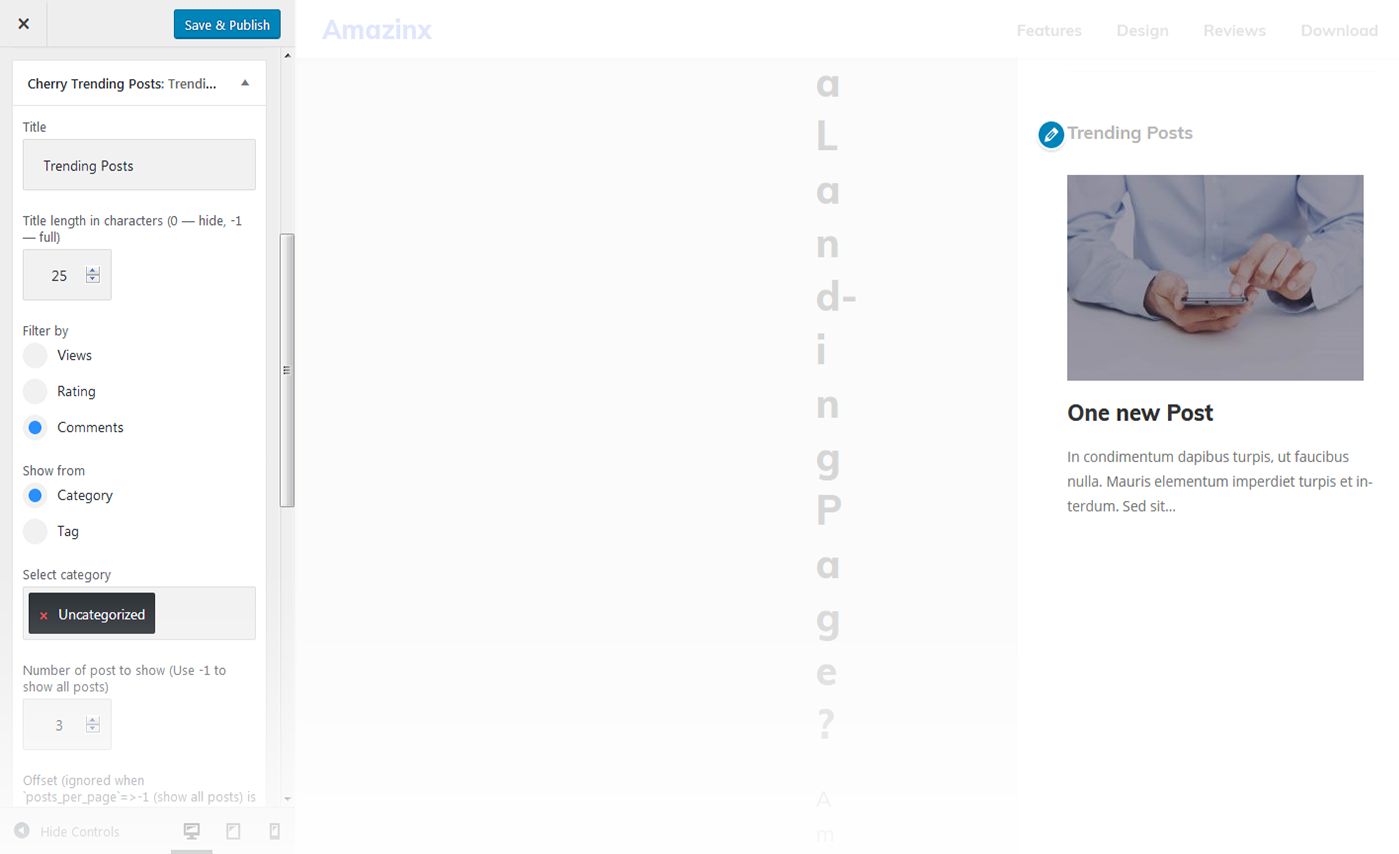 Save & Publish
Cherry Trending Posts: Trendi...
Title
Trending Posts
Title length in characters (0 — hide, -1
— full)
25
Filter by
Views
Rating
Comments
Show from
Category
Tag
Select category
× Uncategorized
Number of post to show (Use -1 to
show all posts)
3
Offset (ignored when
`posts_per_page`=>-1 (show all posts) is
Hide Controls
Amazinx
Features Design Reviews Download
a
L
a
n
d-
i
n
g
P
a
g
e
?
A
m
Trending Posts
One new Post
In condimentum dapibus turpis, ut faucibus
nulla. Mauris elementum imperdiet turpis et in-
terdum. Sed sit...